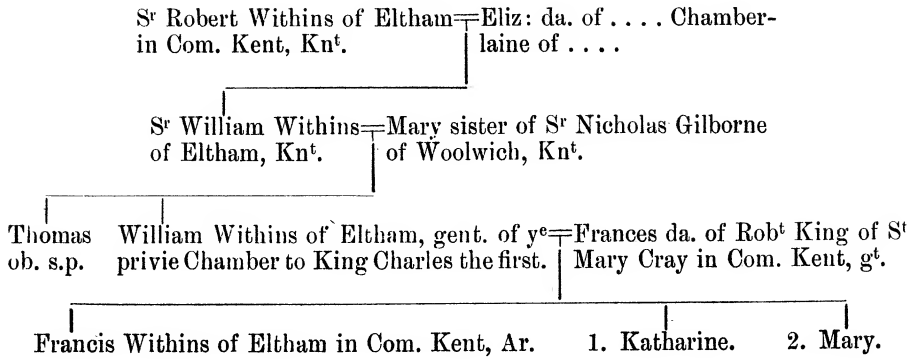 Sʳ Robert Withins of Eltham=Eliz: da. of . . . . Chamber-
in Com. Kent, Knᵗ. laine of . . . .
Sʳ William Withins=Mary sister of Sʳ Nicholas Gilborne
of Eltham, Knᵗ. of Woolwich, Knᵗ.
Thomas William Withins of Eltham, gent. of yᵉ=Frances da. of Robᵗ King of Sᵗ
ob. s.p. privie Chamber to King Charles the first. Mary Cray in Com. Kent, gᵗ.
Francis Withins of Eltham in Com. Kent, Ar. 1. Katharine. 2. Mary.